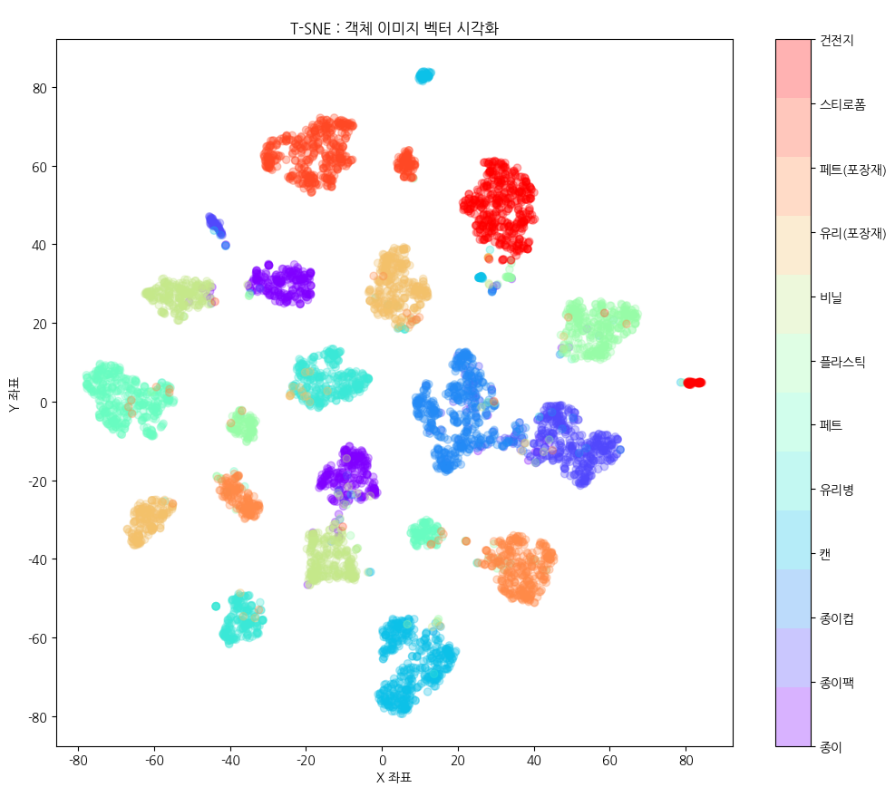 T-SNE : 객체 이미지 벡터 시각화
80
60
40
20
0
-20
-40
-60
-80
Y 좌표
-80 -60 -40 -20 0 20 40 60 80
X 좌표
건전지
스티로폼
페트(포장재)
유리(포장재)
비닐
플라스틱
페트
유리병
캔
종이컵
종이팩
종이